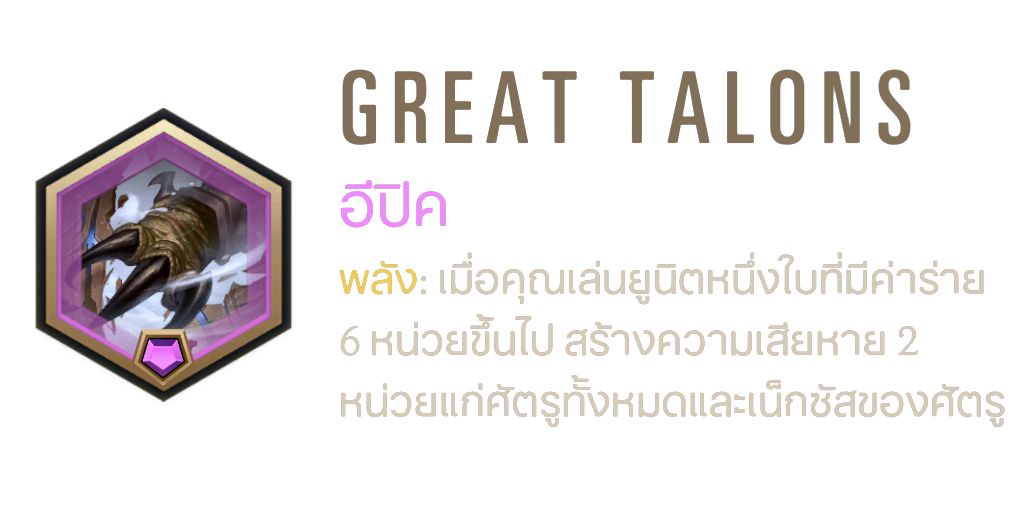 GREAT TALONS
อีปิค
พลัง: เมื่อคุณเล่นยูนิตหนึ่งใบที่มีค่าร่าย
6 หน่วยขึ้นไป สร้างความเสียหาย 2
หน่วยแก่ศัตรูทั้งหมดและเน็กซัสของศัตรู